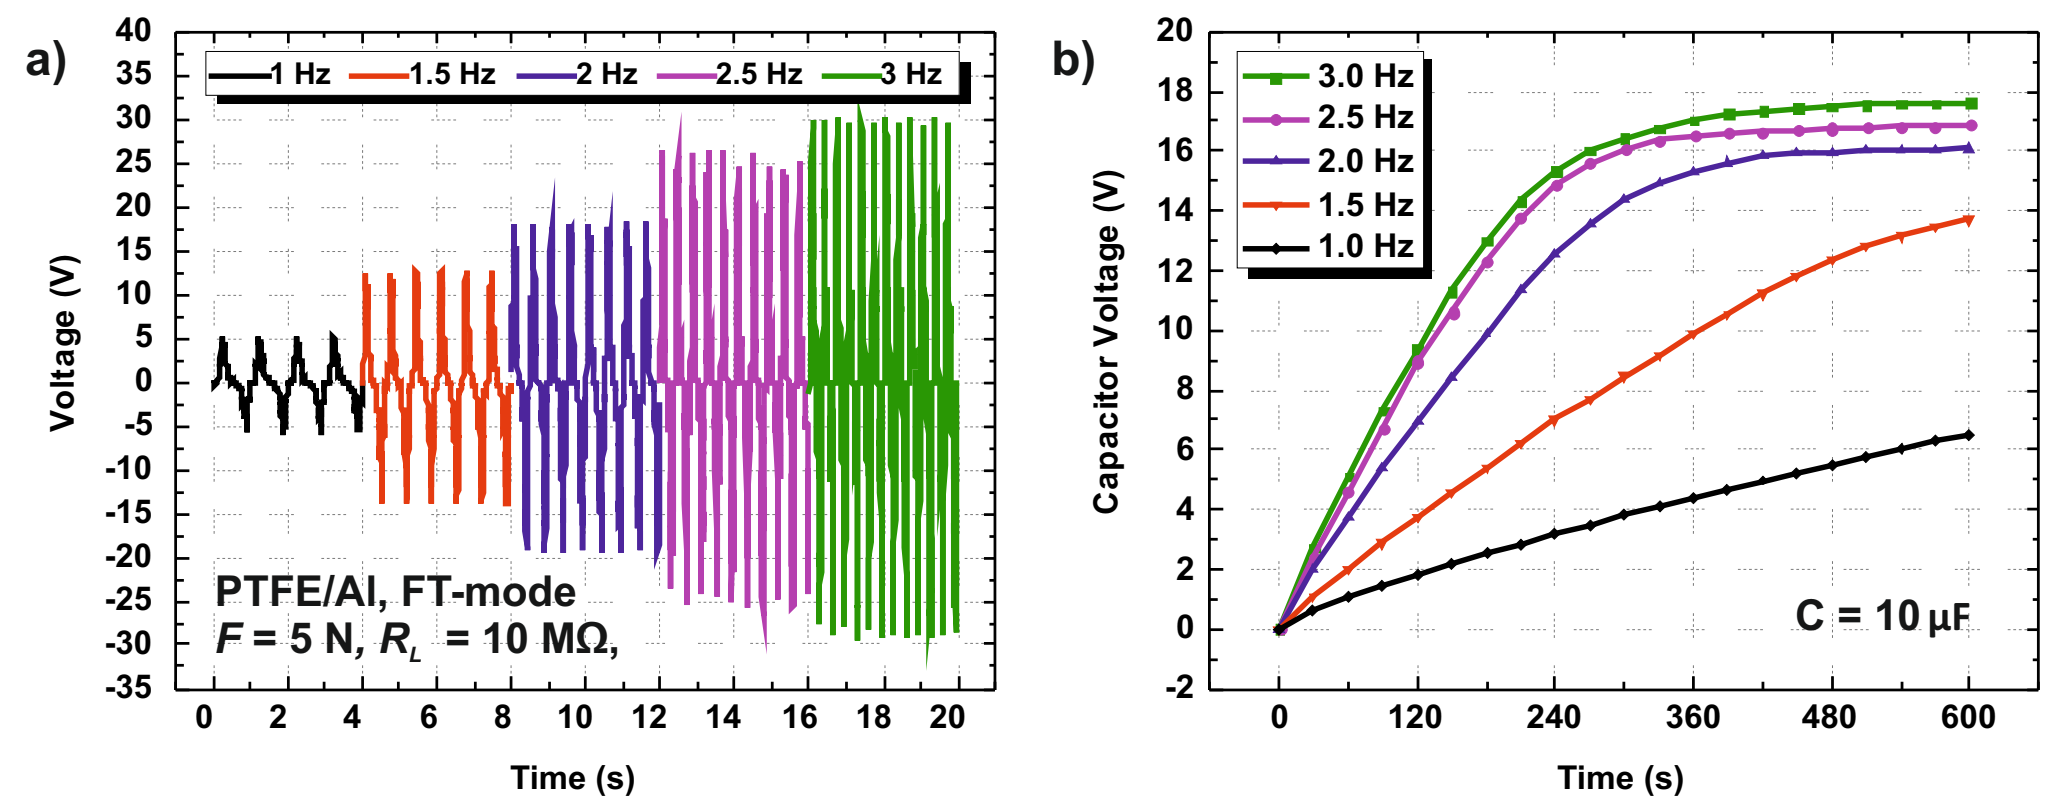 a)
40
35
30
25
20
15
10
5
0
-5
-10
-15
-20
-25
-30
-35
Voltage (V)
1 Hz 1.5 Hz 2 Hz 2.5 Hz 3 Hz
PTFE/Al, FT-mode
F = 5 N, R_L = 10 MΩ,
0 2 4 6 8 10 12 14 16 18 20
Time (s)
b)
20
18
16
14
12
10
8
6
4
2
0
-2
Capacitor Voltage (V)
3.0 Hz
2.5 Hz
2.0 Hz
1.5 Hz
1.0 Hz
C = 10 µF
0 120 240 360 480 600
Time (s)